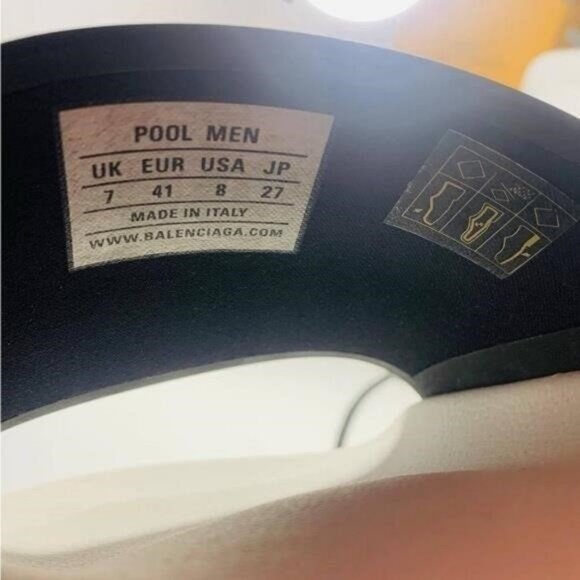 POOL MEN
UK EUR USA JP
7 41 8 27
MADE IN ITALY
WWW.BALENCIAGA.COM